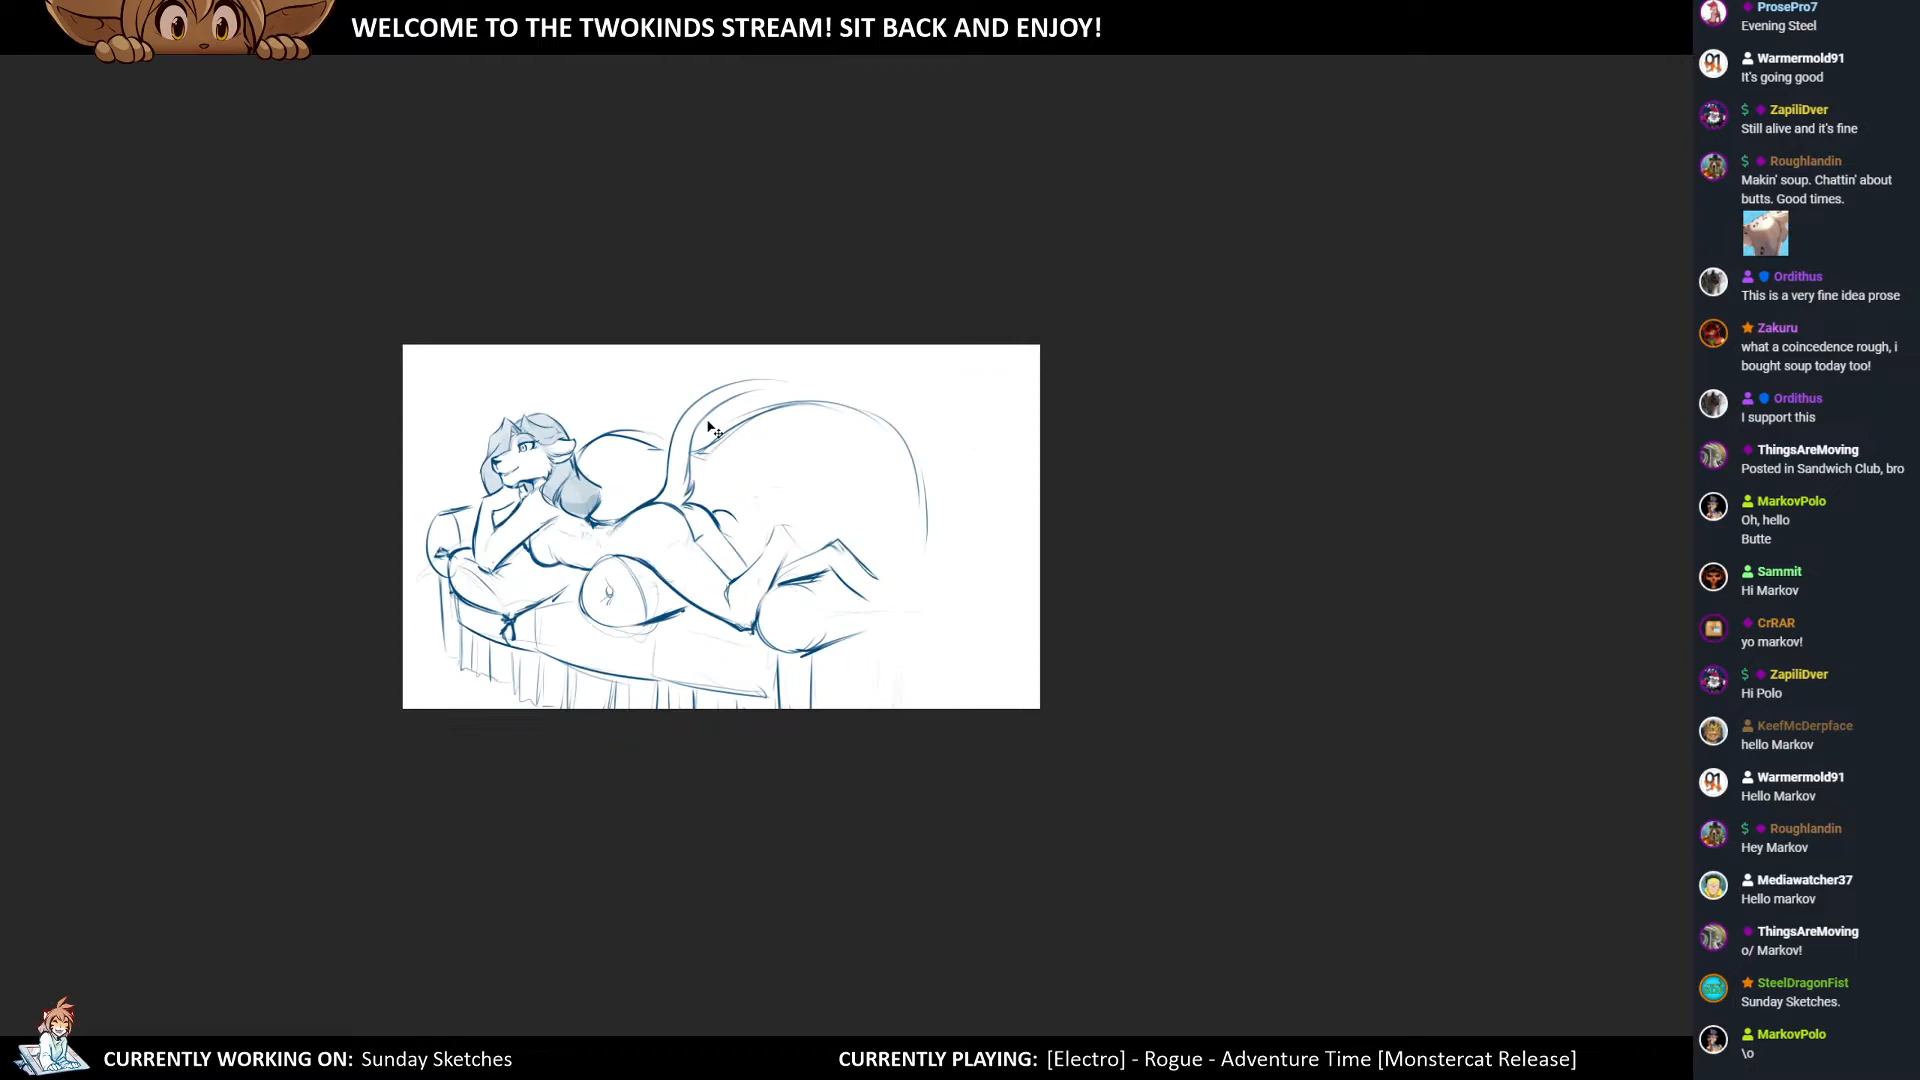 WELCOME TO THE TWOKINDS STREAM! SIT BACK AND ENJOY!
ProsePro7
Evening Steel
91 Warmermold91
It's going good
$ ZapiliDver
Still alive and it's fine
$ Roughlandin
Makin' soup. Chattin' about
butts. Good times.
Ordithus
This is a very fine idea prose
Zakuru
what a coincedence rough, i
bought soup today too!
Ordithus
I support this
ThingsAreMoving
Posted in Sandwich Club, bro
MarkovPolo
Oh, hello
Butte
Sammit
Hi Markov
CrRAR
yo markov!
$ ZapiliDver
Hi Polo
KeefMcDerpface
hello Markov
91 Warmermold91
Hello Markov
$ Roughlandin
Hey Markov
Mediawatcher37
Hello markov
ThingsAreMoving
o/ Markov!
SteelDragonFist
Sunday Sketches.
MarkovPolo
\o
CURRENTLY WORKING ON: Sunday Sketches
CURRENTLY PLAYING: [Electro] - Rogue - Adventure Time [Monstercat Release]